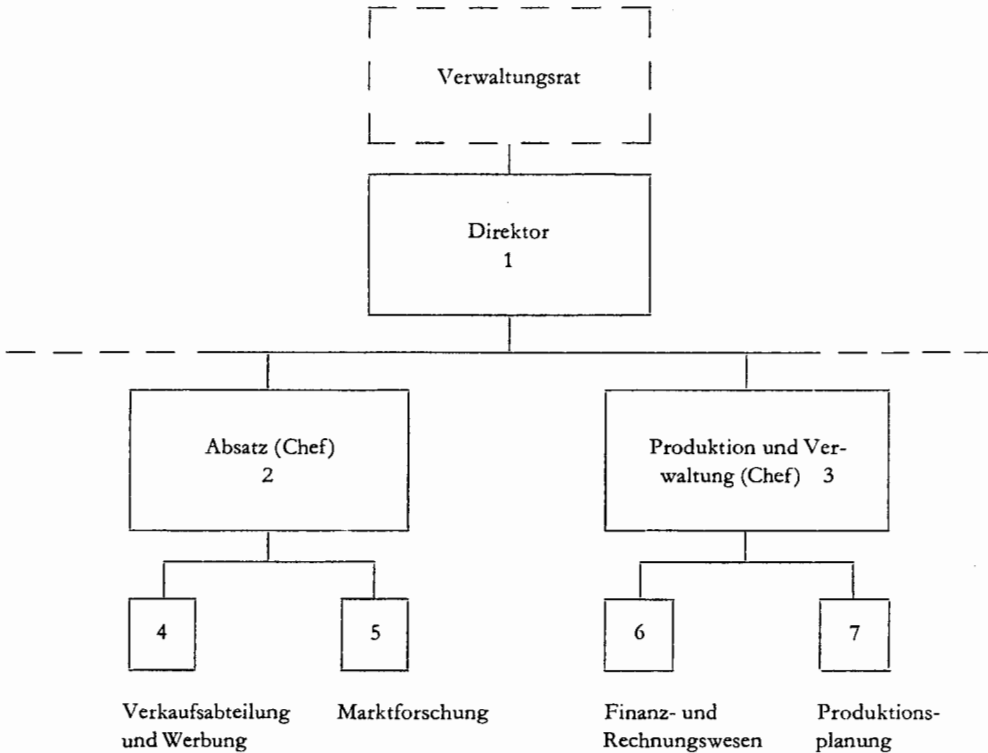 Verwaltungsrat
Direktor
1
Absatz (Chef)
2
Produktion und Ver-
waltung (Chef) 3
4
5
6
7
Verkaufsabteilung
und Werbung
Marktforschung
Finanz- und
Rechnungswesen
Produktions-
planung